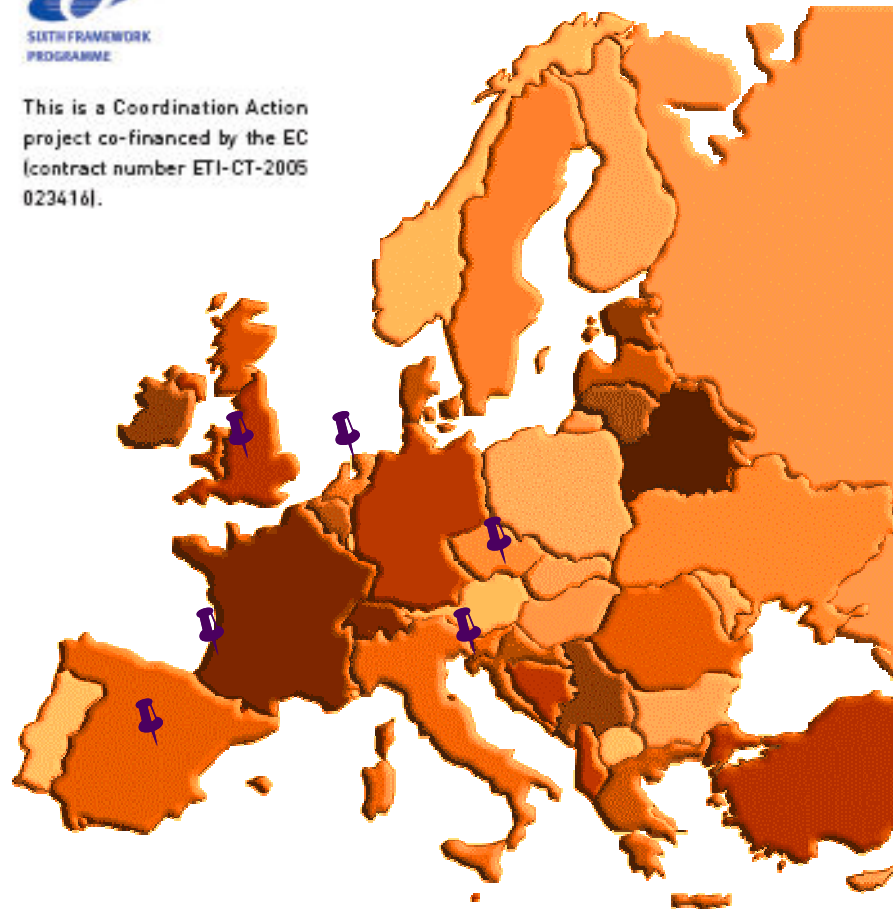 SIXTH FRAMEWORK
PROGRAMME
This is a Coordination Action
project co-financed by the EC
(contract number ETI-CT-2005
023416).